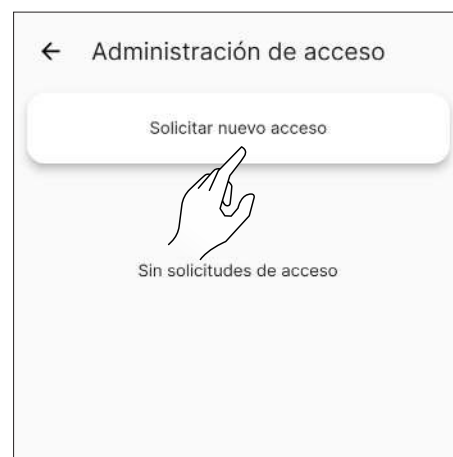 Administración de acceso
Solicitar nuevo acceso
Sin solicitudes de acceso